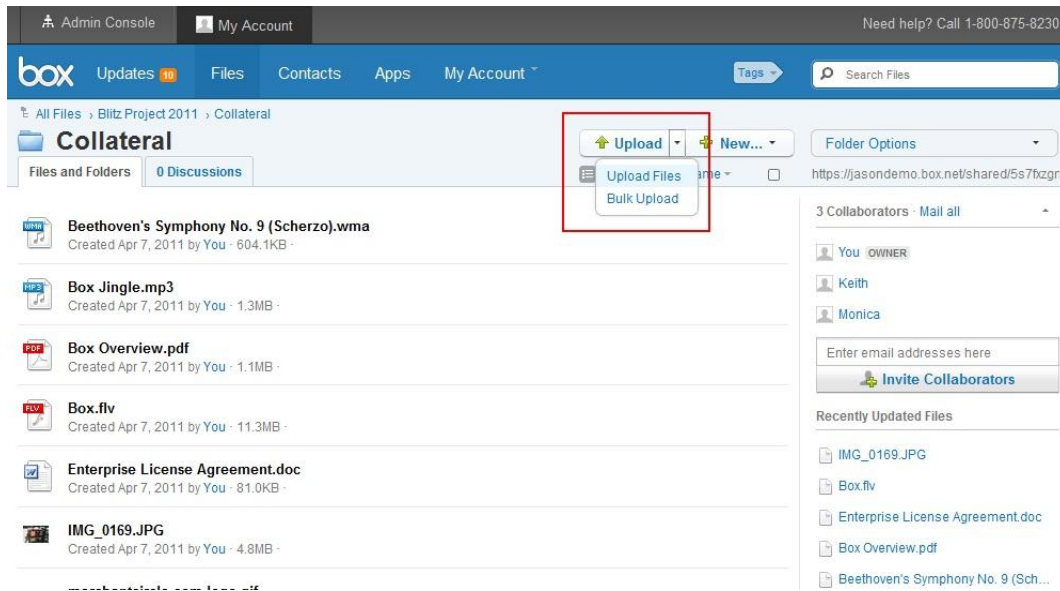 Admin Console
My Account
Need help? Call 1-800-875-8230
box
Updates 10
Files
Contacts
Apps
My Account
Tags
Search Files
All Files › Blitz Project 2011 › Collateral
Collateral
Upload
New...
Folder Options
Files and Folders
0 Discussions
Upload Files
Bulk Upload
https://jasondemo.box.net/shared/5s7fxzgr
3 Collaborators · Mail all
WMA
Beethoven's Symphony No. 9 (Scherzo).wma
Created Apr 7, 2011 by You · 604.1KB ·
You OWNER
Keith
Monica
MP3
Box Jingle.mp3
Created Apr 7, 2011 by You · 1.3MB ·
PDF
Box Overview.pdf
Created Apr 7, 2011 by You · 1.1MB ·
Enter email addresses here
Invite Collaborators
FLV
Box.flv
Created Apr 7, 2011 by You · 11.3MB ·
Recently Updated Files
IMG_0169.JPG
Box.flv
Enterprise License Agreement.doc
Box Overview.pdf
Beethoven's Symphony No. 9 (Sch...
Enterprise License Agreement.doc
Created Apr 7, 2011 by You · 81.0KB ·
IMG_0169.JPG
Created Apr 7, 2011 by You · 4.8MB ·